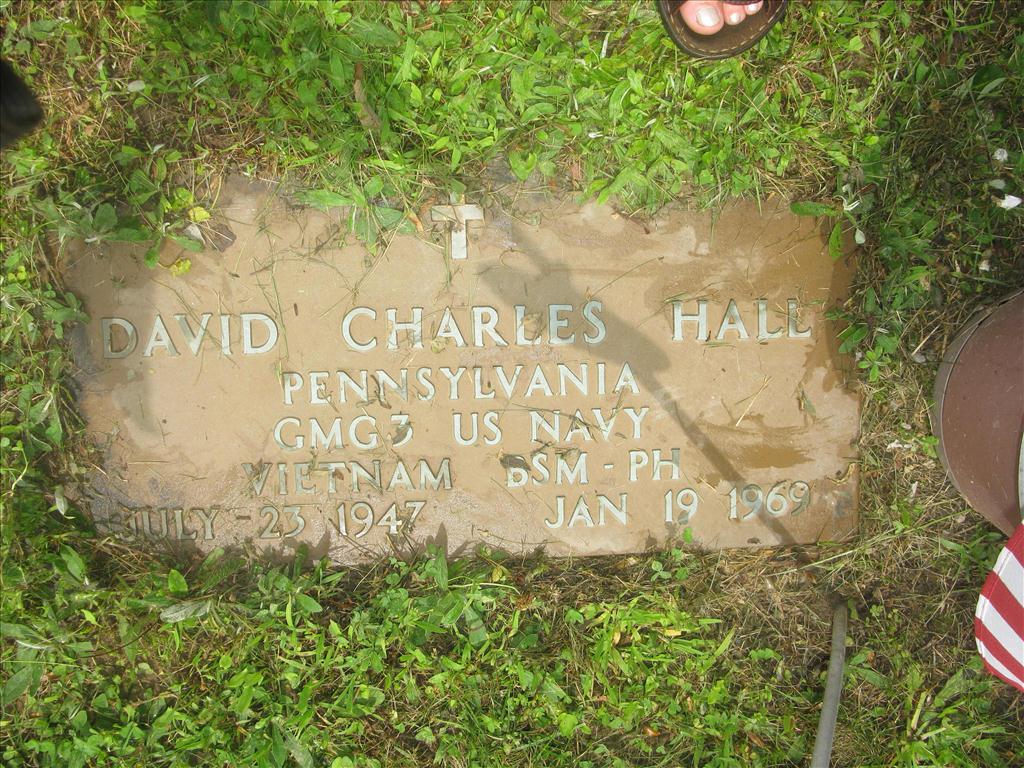 DAVID CHARLES HALL
PENNSYLVANIA
GMG3 US NAVY
VIETNAM BSM - PH
JULY 23 1947 JAN 19 1969